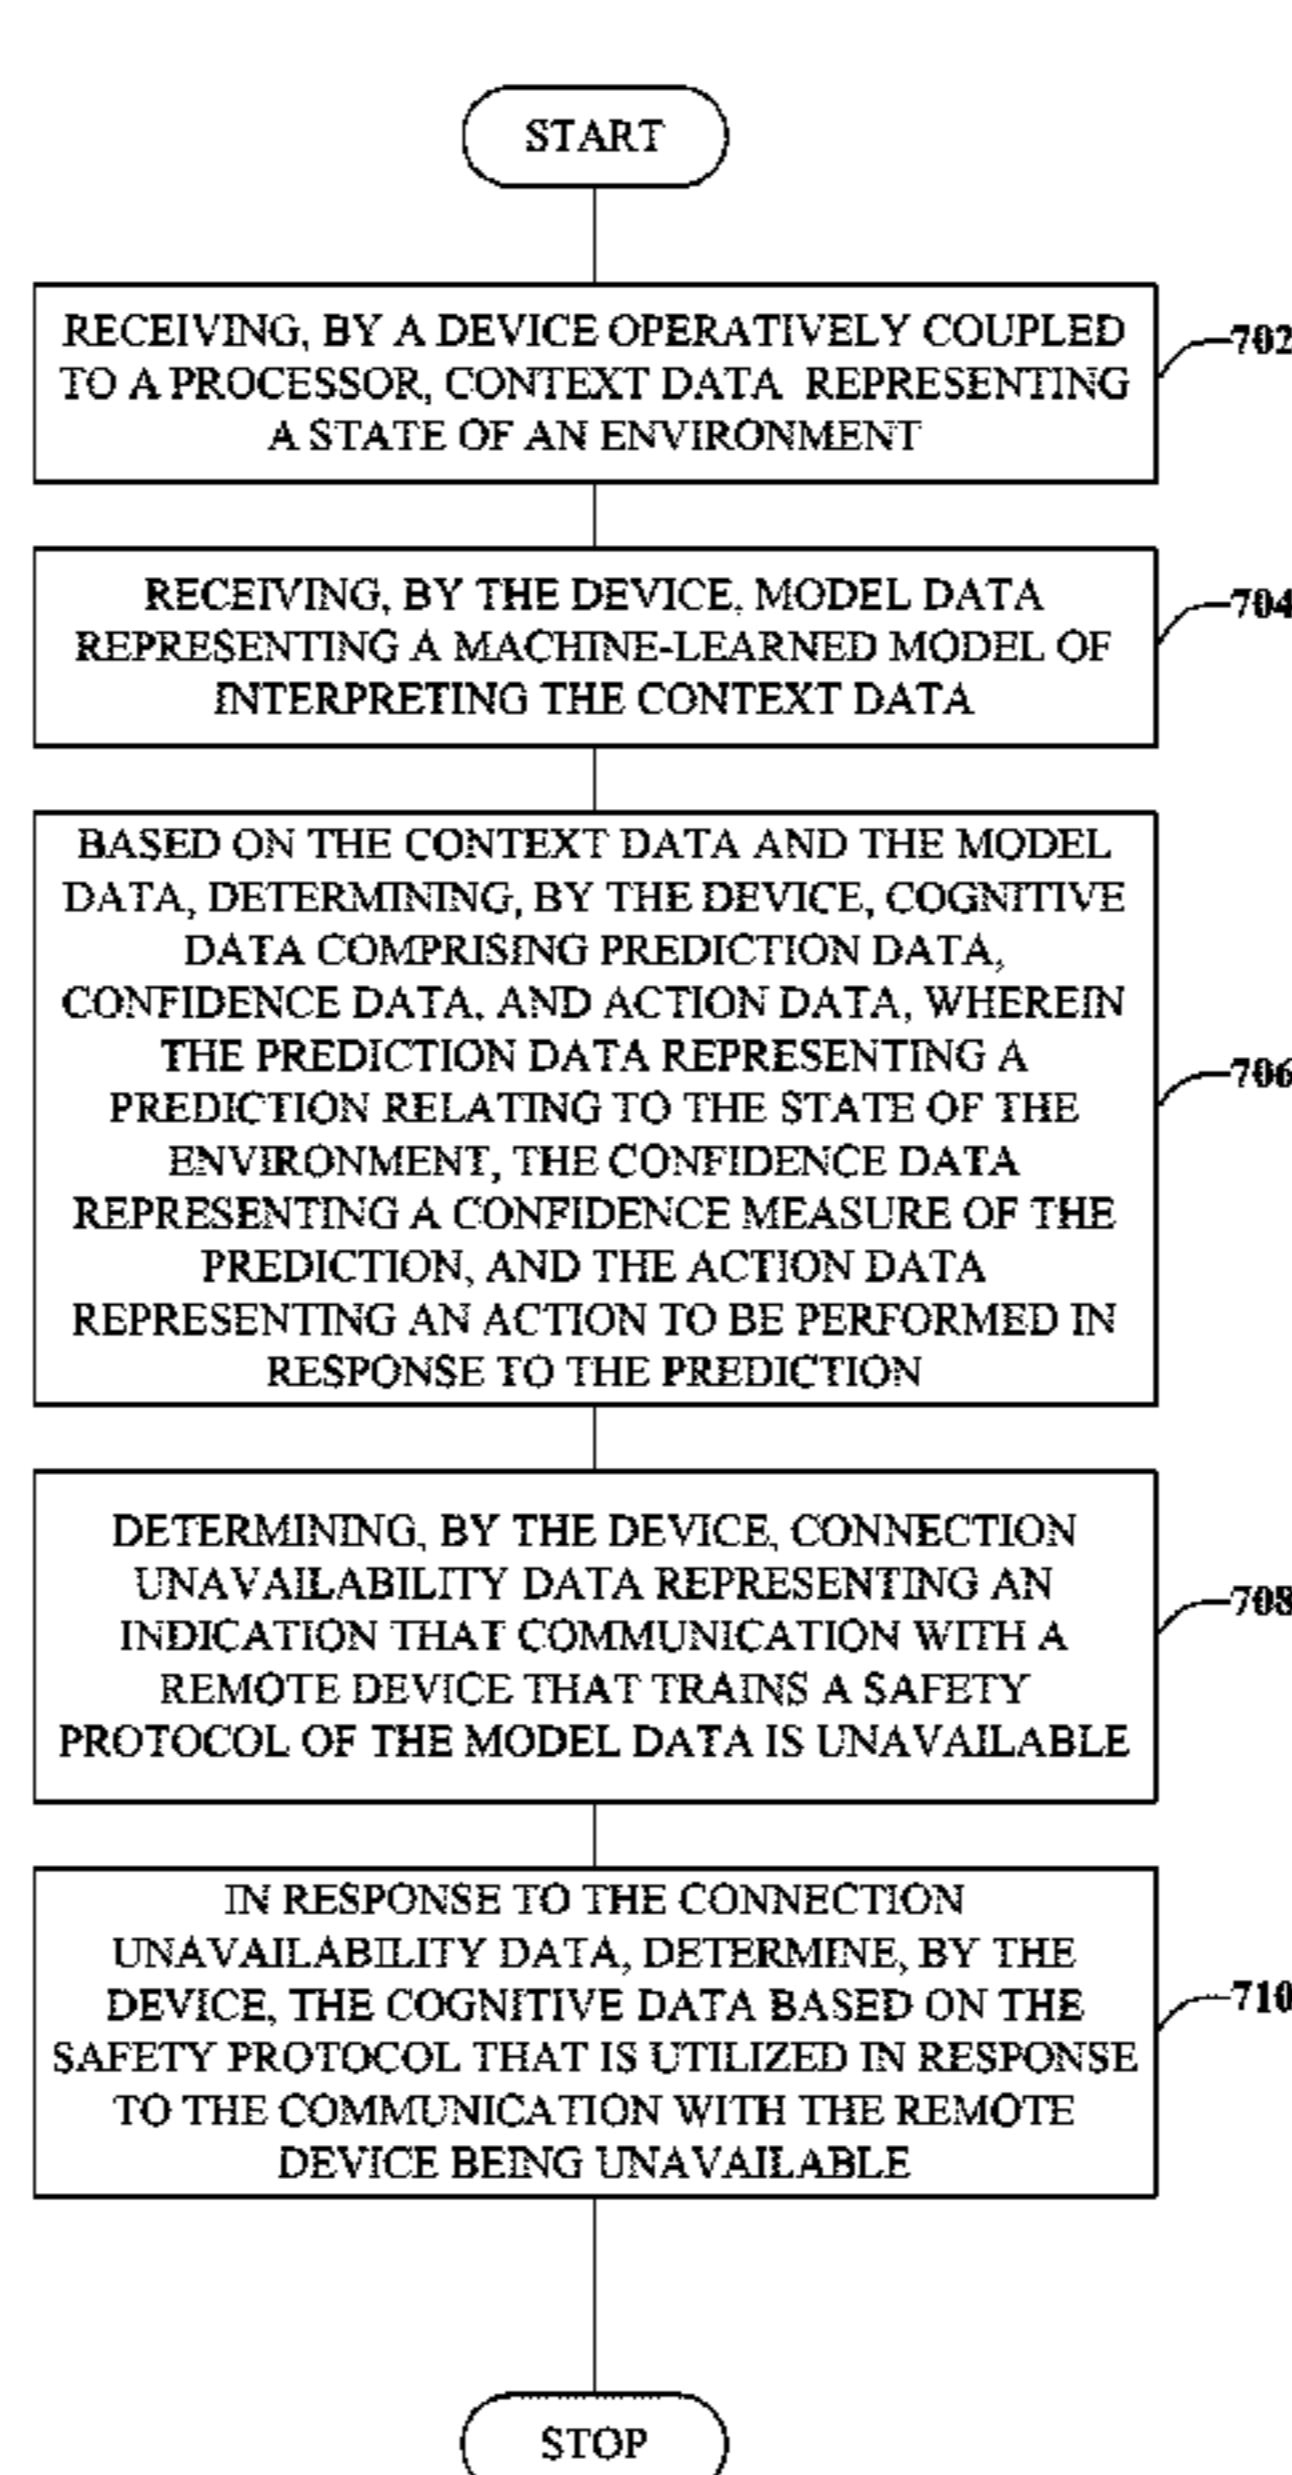 START
RECEIVING, BY A DEVICE OPERATIVELY COUPLED
TO A PROCESSOR, CONTEXT DATA REPRESENTING
A STATE OF AN ENVIRONMENT
702
RECEIVING, BY THE DEVICE, MODEL DATA
REPRESENTING A MACHINE-LEARNED MODEL OF
INTERPRETING THE CONTEXT DATA
704
BASED ON THE CONTEXT DATA AND THE MODEL
DATA, DETERMINING, BY THE DEVICE, COGNITIVE
DATA COMPRISING PREDICTION DATA,
CONFIDENCE DATA, AND ACTION DATA, WHEREIN
THE PREDICTION DATA REPRESENTING A
PREDICTION RELATING TO THE STATE OF THE
ENVIRONMENT, THE CONFIDENCE DATA
REPRESENTING A CONFIDENCE MEASURE OF THE
PREDICTION, AND THE ACTION DATA
REPRESENTING AN ACTION TO BE PERFORMED IN
RESPONSE TO THE PREDICTION
706
DETERMINING, BY THE DEVICE, CONNECTION
UNAVAILABILITY DATA REPRESENTING AN
INDICATION THAT COMMUNICATION WITH A
REMOTE DEVICE THAT TRAINS A SAFETY
PROTOCOL OF THE MODEL DATA IS UNAVAILABLE
708
IN RESPONSE TO THE CONNECTION
UNAVAILABILITY DATA, DETERMINE, BY THE
DEVICE, THE COGNITIVE DATA BASED ON THE
SAFETY PROTOCOL THAT IS UTILIZED IN RESPONSE
TO THE COMMUNICATION WITH THE REMOTE
DEVICE BEING UNAVAILABLE
710
STOP